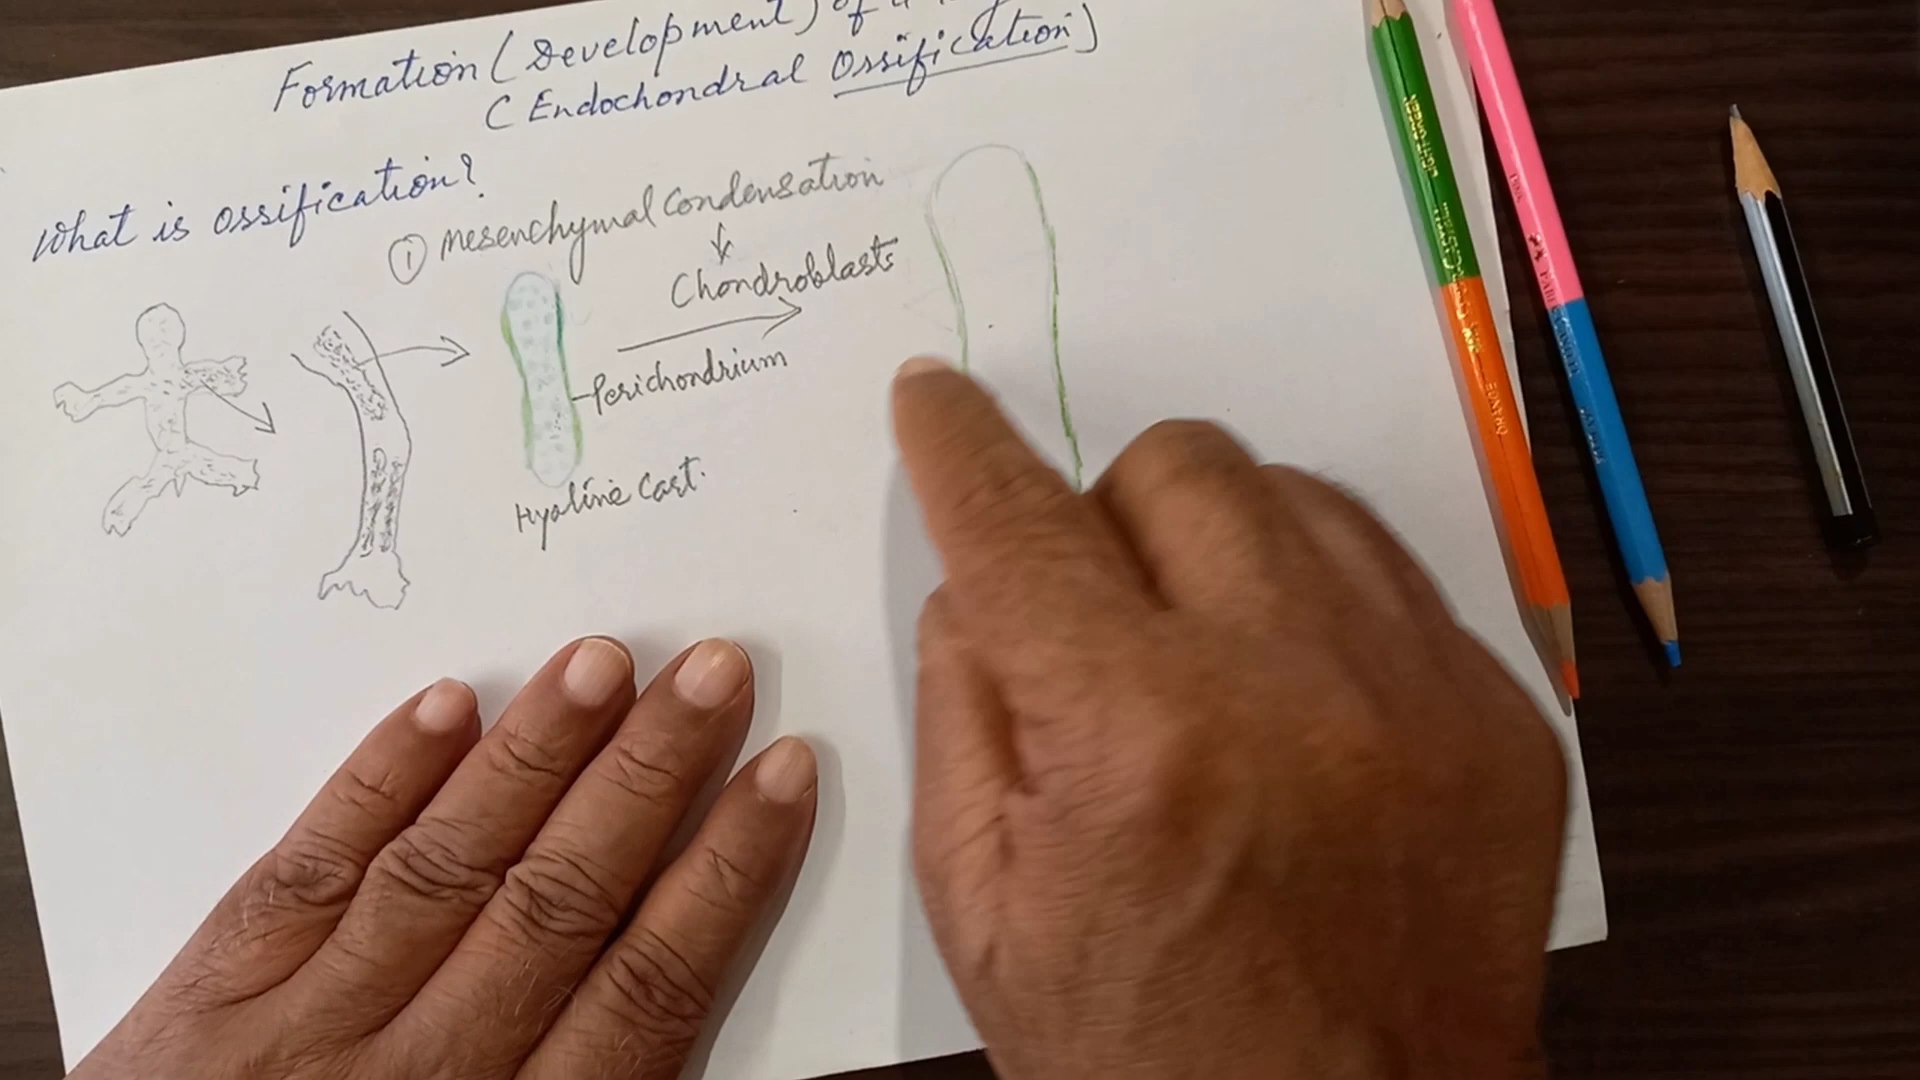 Formation (Development) of a
( Endochondral Ossification)
What is ossification?
① Mesenchymal Condensation
Chondroblasts
Perichondrium
Hyaline Cart.